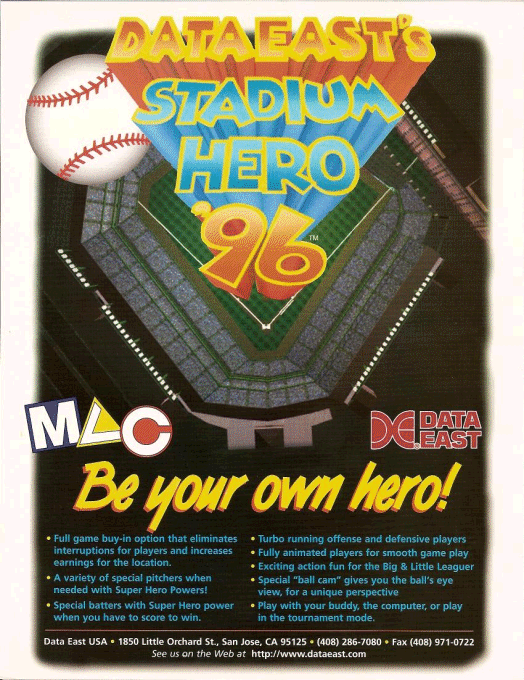 DATA EAST's
STADIUM
HERO
'96™
MLC
DATA
EAST®
Be your own hero!
• Full game buy-in option that eliminates
interruptions for players and increases
earnings for the location.
• A variety of special pitchers when
needed with Super Hero Powers!
• Special batters with Super Hero power
when you have to score to win.
• Turbo running offense and defensive players
• Fully animated players for smooth game play
• Exciting action fun for the Big & Little Leaguer
• Special "ball cam" gives you the ball's eye
view, for a unique perspective
• Play with your buddy, the computer, or play
in the tournament mode.
Data East USA • 1850 Little Orchard St., San Jose, CA 95125 • (408) 286-7080 • Fax (408) 971-0722
See us on the Web at http://www.dataeast.com